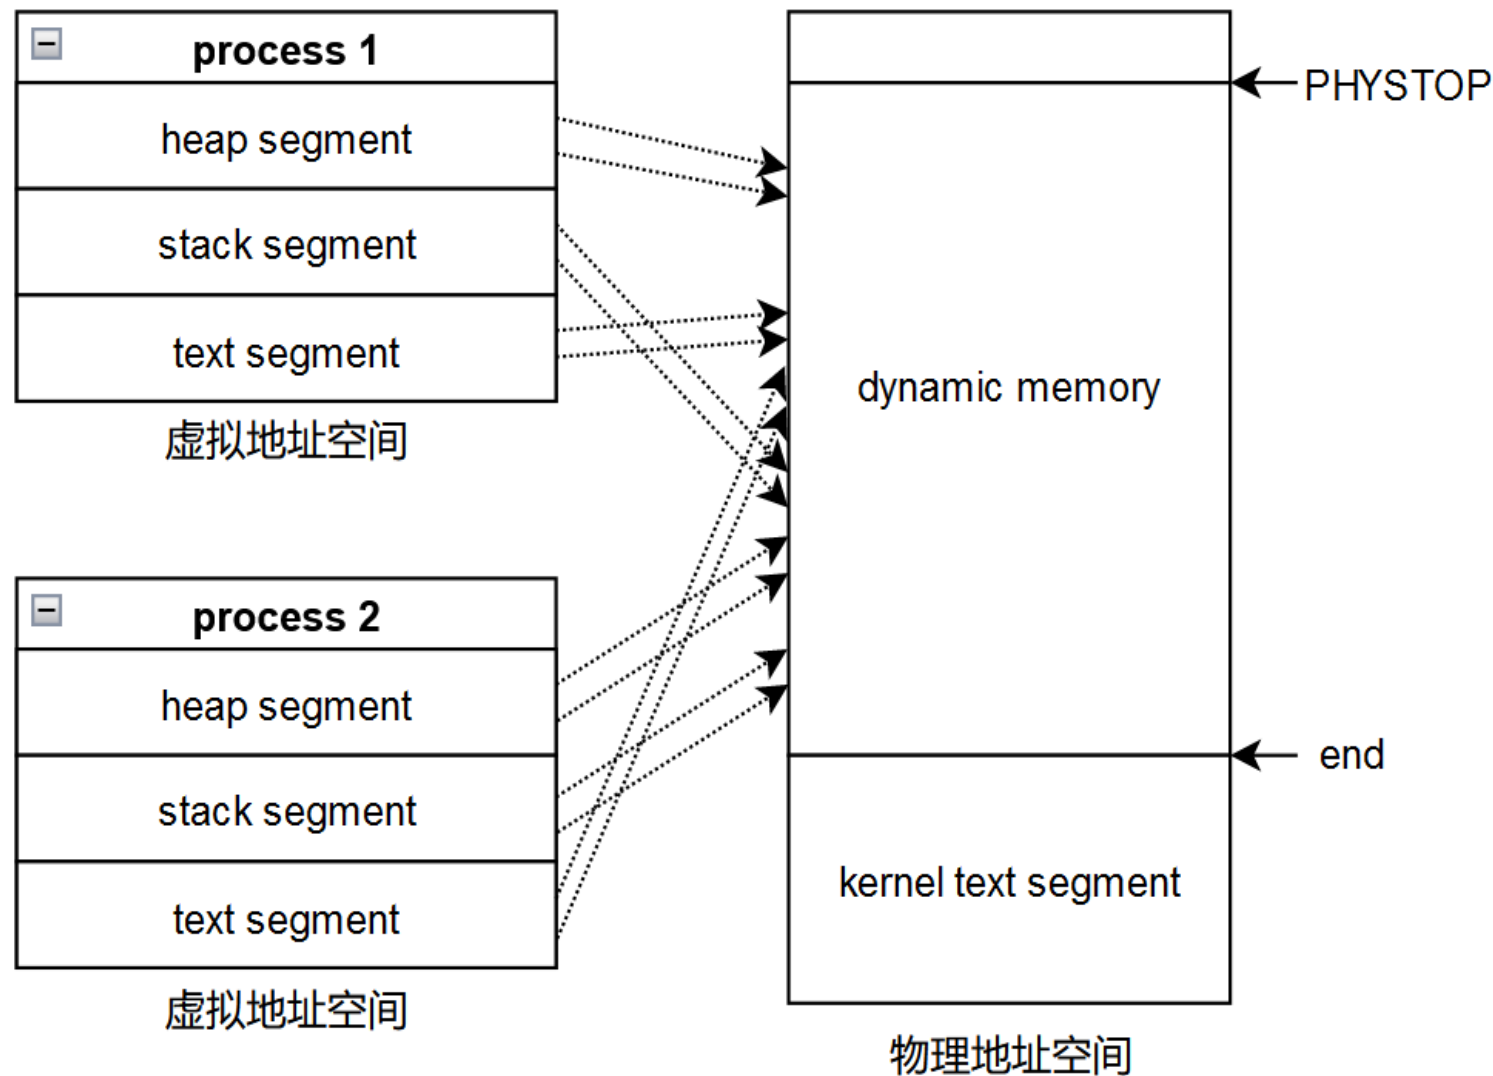 process 1
heap segment
stack segment
text segment
虚拟地址空间
process 2
heap segment
stack segment
text segment
虚拟地址空间
PHYSTOP
dynamic memory
end
kernel text segment
物理地址空间